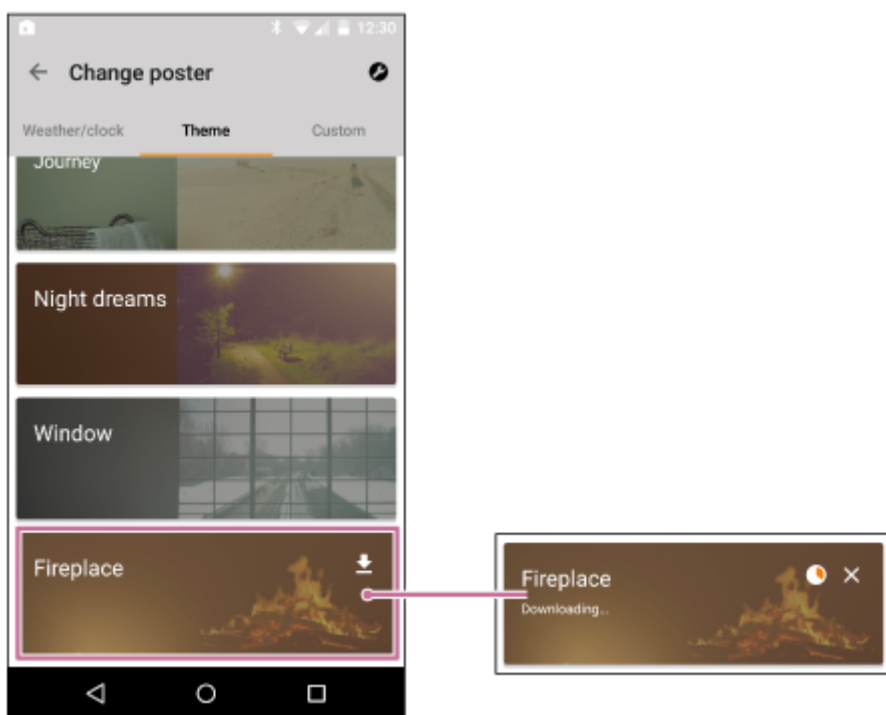 12:30
Change poster
Weather/clock Theme Custom
Journey
Night dreams
Window
Fireplace
Fireplace
Downloading...